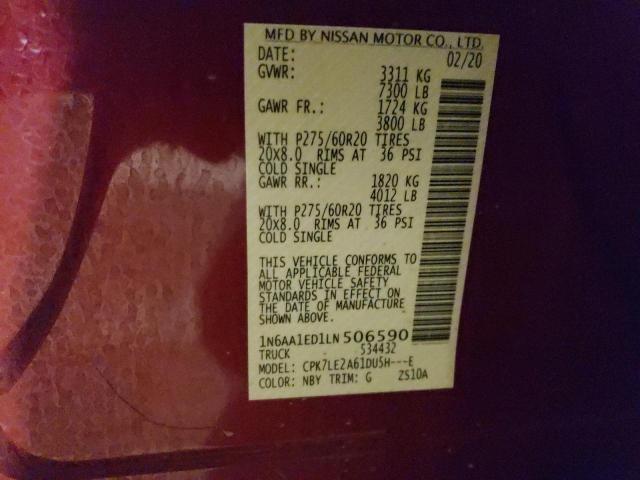 MFD BY NISSAN MOTOR CO., LTD.
DATE: 02/20
GVWR: 3311 KG
7300 LB
GAWR FR.: 1724 KG
3800 LB
WITH P275/60R20 TIRES
20X8.0 RIMS AT 36 PSI
COLD SINGLE
GAWR RR.: 1820 KG
4012 LB
WITH P275/60R20 TIRES
20X8.0 RIMS AT 36 PSI
COLD SINGLE
THIS VEHICLE CONFORMS TO
ALL APPLICABLE FEDERAL
MOTOR VEHICLE SAFETY
STANDARDS IN EFFECT ON
THE DATE OF MANUFACTURE
SHOWN ABOVE.
1N6AA1ED1LN506590
TRUCK 534432
MODEL: CPK7LE2A61DU5H---E
COLOR: NBY TRIM: G ZS10A